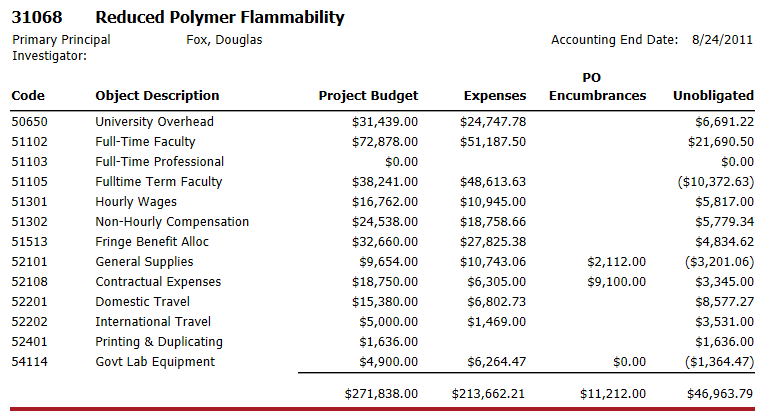 31068 Reduced Polymer Flammability
Primary Principal Investigator: Fox, Douglas Accounting End Date: 8/24/2011
Code Object Description Project Budget Expenses PO Encumbrances Unobligated
50650 University Overhead $31,439.00 $24,747.78 $6,691.22
51102 Full-Time Faculty $72,878.00 $51,187.50 $21,690.50
51103 Full-Time Professional $0.00 $0.00
51105 Fulltime Term Faculty $38,241.00 $48,613.63 ($10,372.63)
51301 Hourly Wages $16,762.00 $10,945.00 $5,817.00
51302 Non-Hourly Compensation $24,538.00 $18,758.66 $5,779.34
51513 Fringe Benefit Alloc $32,660.00 $27,825.38 $4,834.62
52101 General Supplies $9,654.00 $10,743.06 $2,112.00 ($3,201.06)
52108 Contractual Expenses $18,750.00 $6,305.00 $9,100.00 $3,345.00
52201 Domestic Travel $15,380.00 $6,802.73 $8,577.27
52202 International Travel $5,000.00 $1,469.00 $3,531.00
52401 Printing & Duplicating $1,636.00 $1,636.00
54114 Govt Lab Equipment $4,900.00 $6,264.47 $0.00 ($1,364.47)
$271,838.00 $213,662.21 $11,212.00 $46,963.79